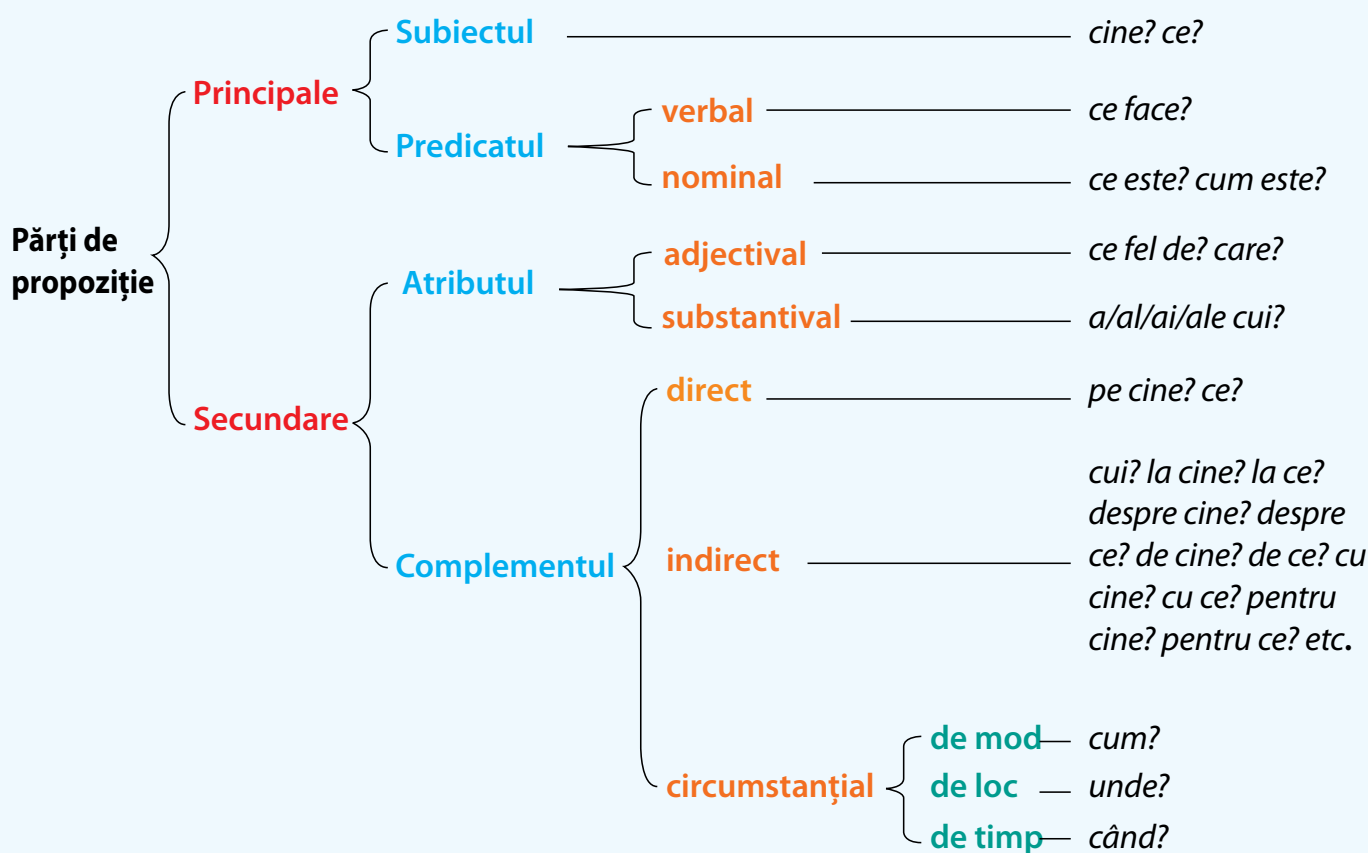 Subiectul cine? ce?
Principale
verbal ce face?
Predicatul
nominal ce este? cum este?
Părți de
propoziție
adjectival ce fel de? care?
Atributul
substantival a/al/ai/ale cui?
direct pe cine? ce?
Secundare
cui? la cine? la ce?
despre cine? despre
Complementul indirect ce? de cine? de ce? cu
cine? cu ce? pentru
cine? pentru ce? etc.
de mod cum?
circumstanțial de loc unde?
de timp când?